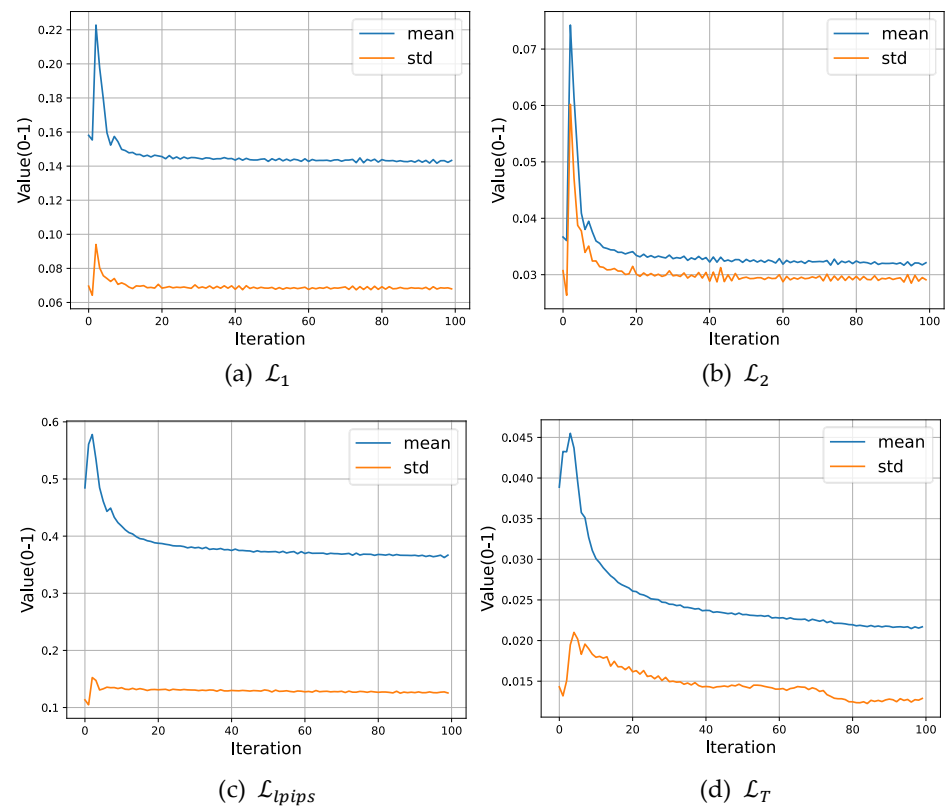 0.22
0.20
0.18
0.16
0.14
0.12
0.10
0.08
0.06
Value(0-1)
mean
std
0 20 40 60 80 100
Iteration
(a) ℒ₁
0.07
0.06
0.05
0.04
0.03
Value(0-1)
mean
std
0 20 40 60 80 100
Iteration
(b) ℒ₂
0.6
0.5
0.4
0.3
0.2
0.1
Value(0-1)
mean
std
0 20 40 60 80 100
Iteration
(c) ℒ_lpips
0.045
0.040
0.035
0.030
0.025
0.020
0.015
Value(0-1)
mean
std
0 20 40 60 80 100
Iteration
(d) ℒ_T